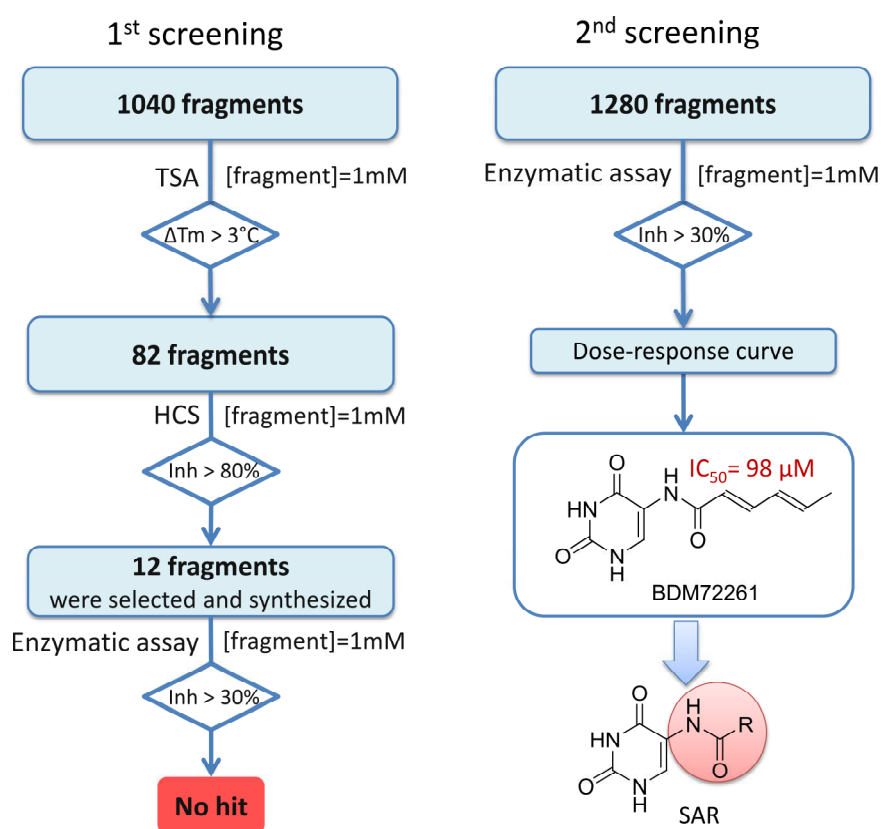 1st screening
1040 fragments
TSA [fragment]=1mM
ΔTm > 3°C
82 fragments
HCS [fragment]=1mM
Inh > 80%
12 fragments
were selected and synthesized
Enzymatic assay [fragment]=1mM
Inh > 30%
No hit
2nd screening
1280 fragments
Enzymatic assay [fragment]=1mM
Inh > 30%
Dose-response curve
IC50= 98 µM
O
H
N
HN
O
O
N
H
BDM72261
O
H
N
R
HN
O
O
N
H
SAR